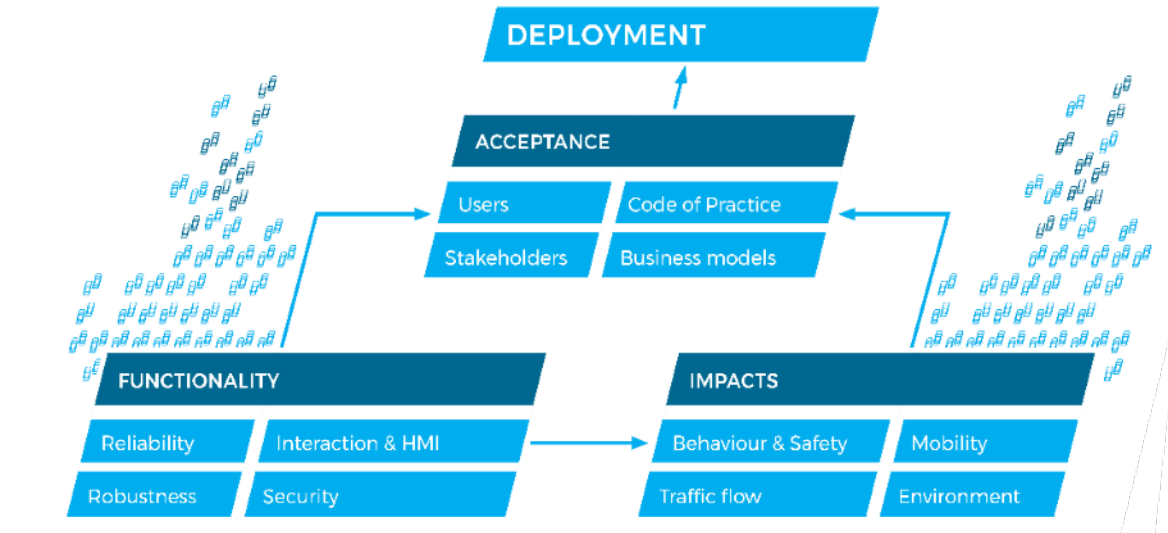 DEPLOYMENT
ACCEPTANCE
Users
Code of Practice
Stakeholders
Business models
FUNCTIONALITY
IMPACTS
Reliability
Interaction & HMI
Behaviour & Safety
Mobility
Robustness
Security
Traffic flow
Environment